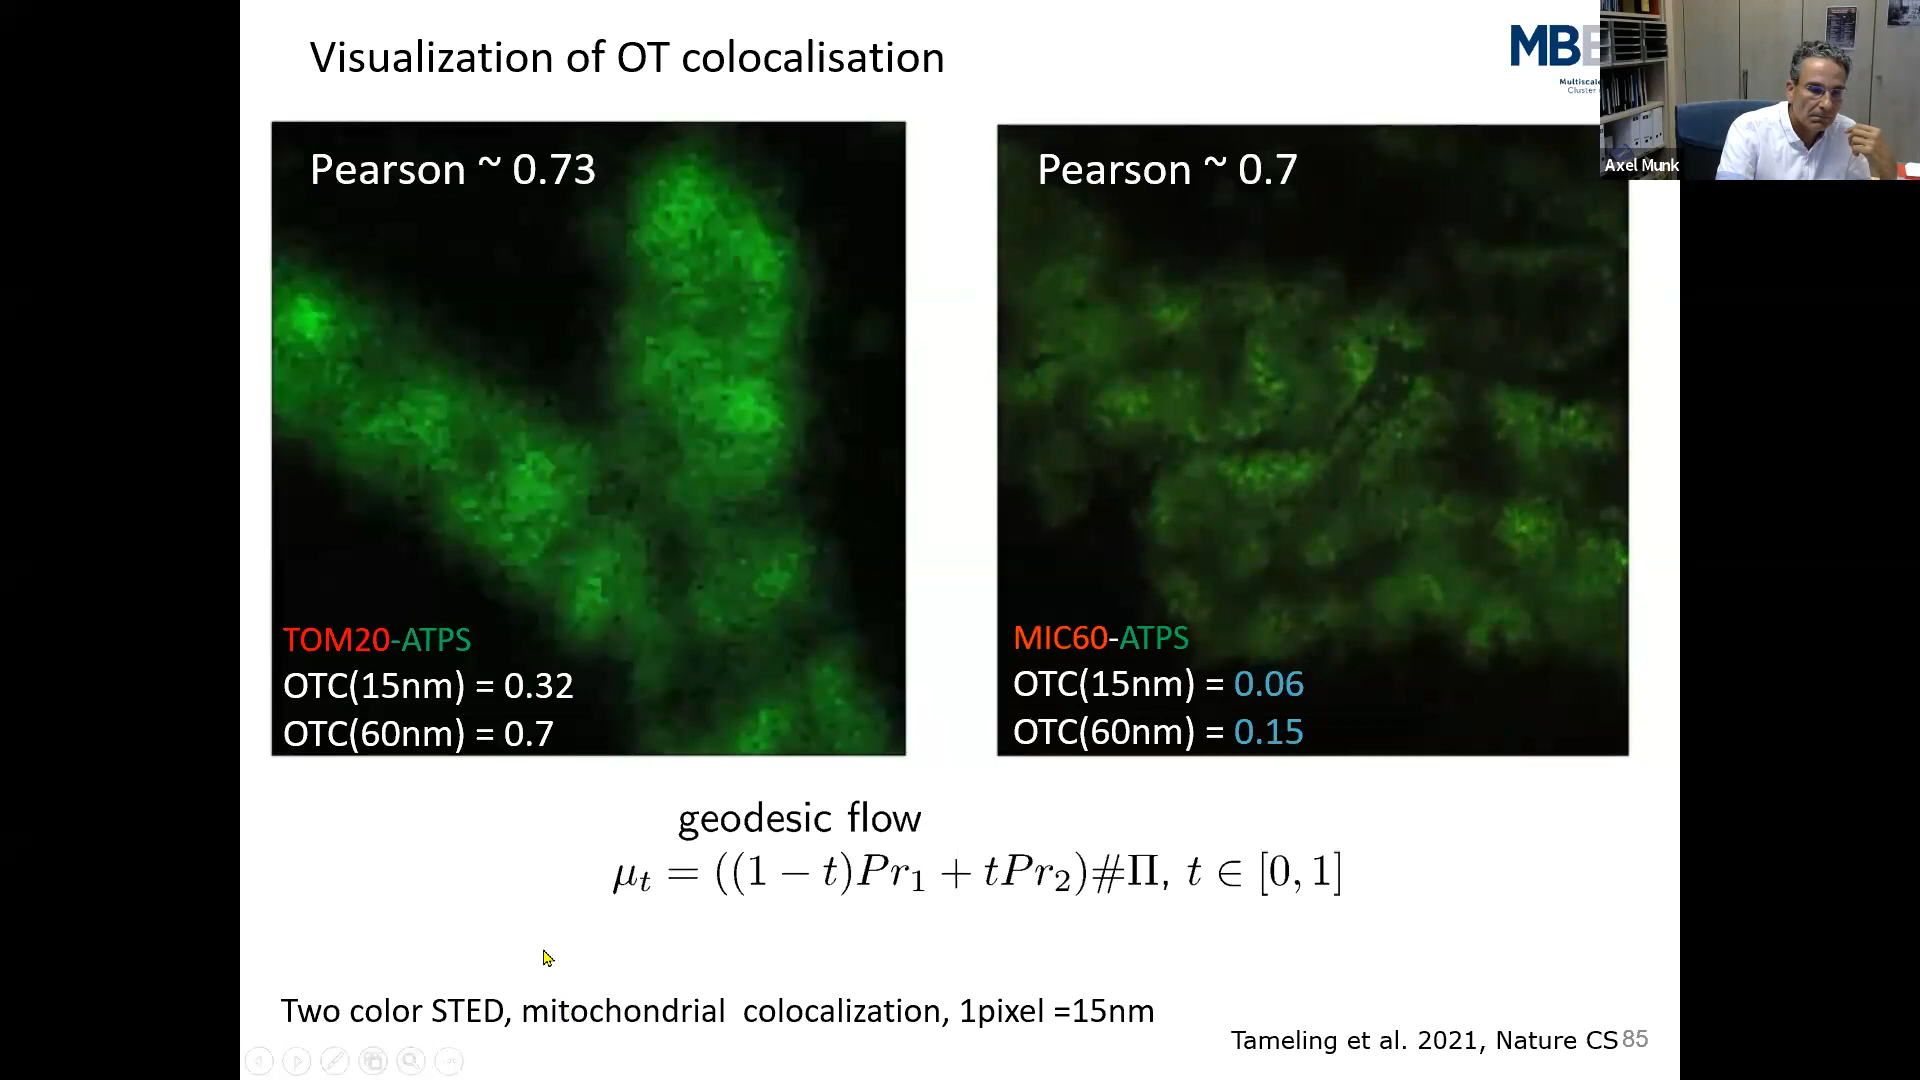 Visualization of OT colocalisation
MB
Multiscale
Cluster
Axel Munk
Pearson ~ 0.73
TOM20-ATPS
OTC(15nm) = 0.32
OTC(60nm) = 0.7
Pearson ~ 0.7
MIC60-ATPS
OTC(15nm) = 0.06
OTC(60nm) = 0.15
geodesic flow
μ_t = ((1 − t)Pr_1 + tPr_2)#Π, t ∈ [0, 1]
Two color STED, mitochondrial colocalization, 1pixel =15nm
Tameling et al. 2021, Nature CS 85